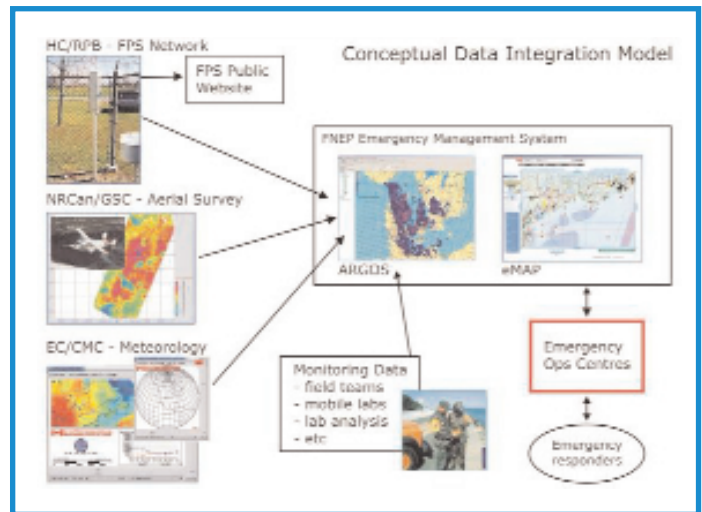 HC/RPB - FPS Network
Conceptual Data Integration Model
FPS Public
Website
FNEP Emergency Management System
NRCan/GSC - Aerial Survey
ARGOS
eMAP
EC/CMC - Meteorology
Monitoring Data
- field teams
- mobile labs
- lab analysis
- etc
Emergency
Ops Centres
Emergency
responders